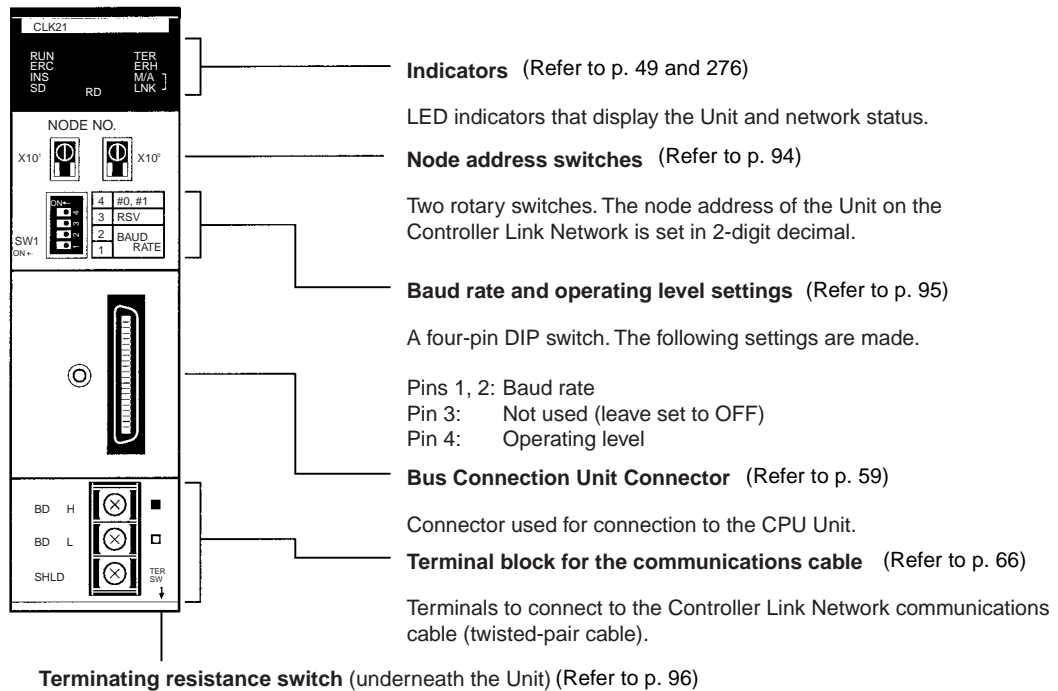 CLK21
RUN TER
ERC ERH
INS M/A
SD RD LNK
NODE NO.
X10¹ X10⁰
ON← 4 #0, #1
3 RSV
2 BAUD
1 RATE
4
3
2
1
SW1
ON ←
BD H
BD L
SHLD
TER
SW
Indicators (Refer to p. 49 and 276)
LED indicators that display the Unit and network status.
Node address switches (Refer to p. 94)
Two rotary switches. The node address of the Unit on the
Controller Link Network is set in 2-digit decimal.
Baud rate and operating level settings (Refer to p. 95)
A four-pin DIP switch. The following settings are made.
Pins 1, 2: Baud rate
Pin 3: Not used (leave set to OFF)
Pin 4: Operating level
Bus Connection Unit Connector (Refer to p. 59)
Connector used for connection to the CPU Unit.
Terminal block for the communications cable (Refer to p. 66)
Terminals to connect to the Controller Link Network communications
cable (twisted-pair cable).
Terminating resistance switch (underneath the Unit) (Refer to p. 96)